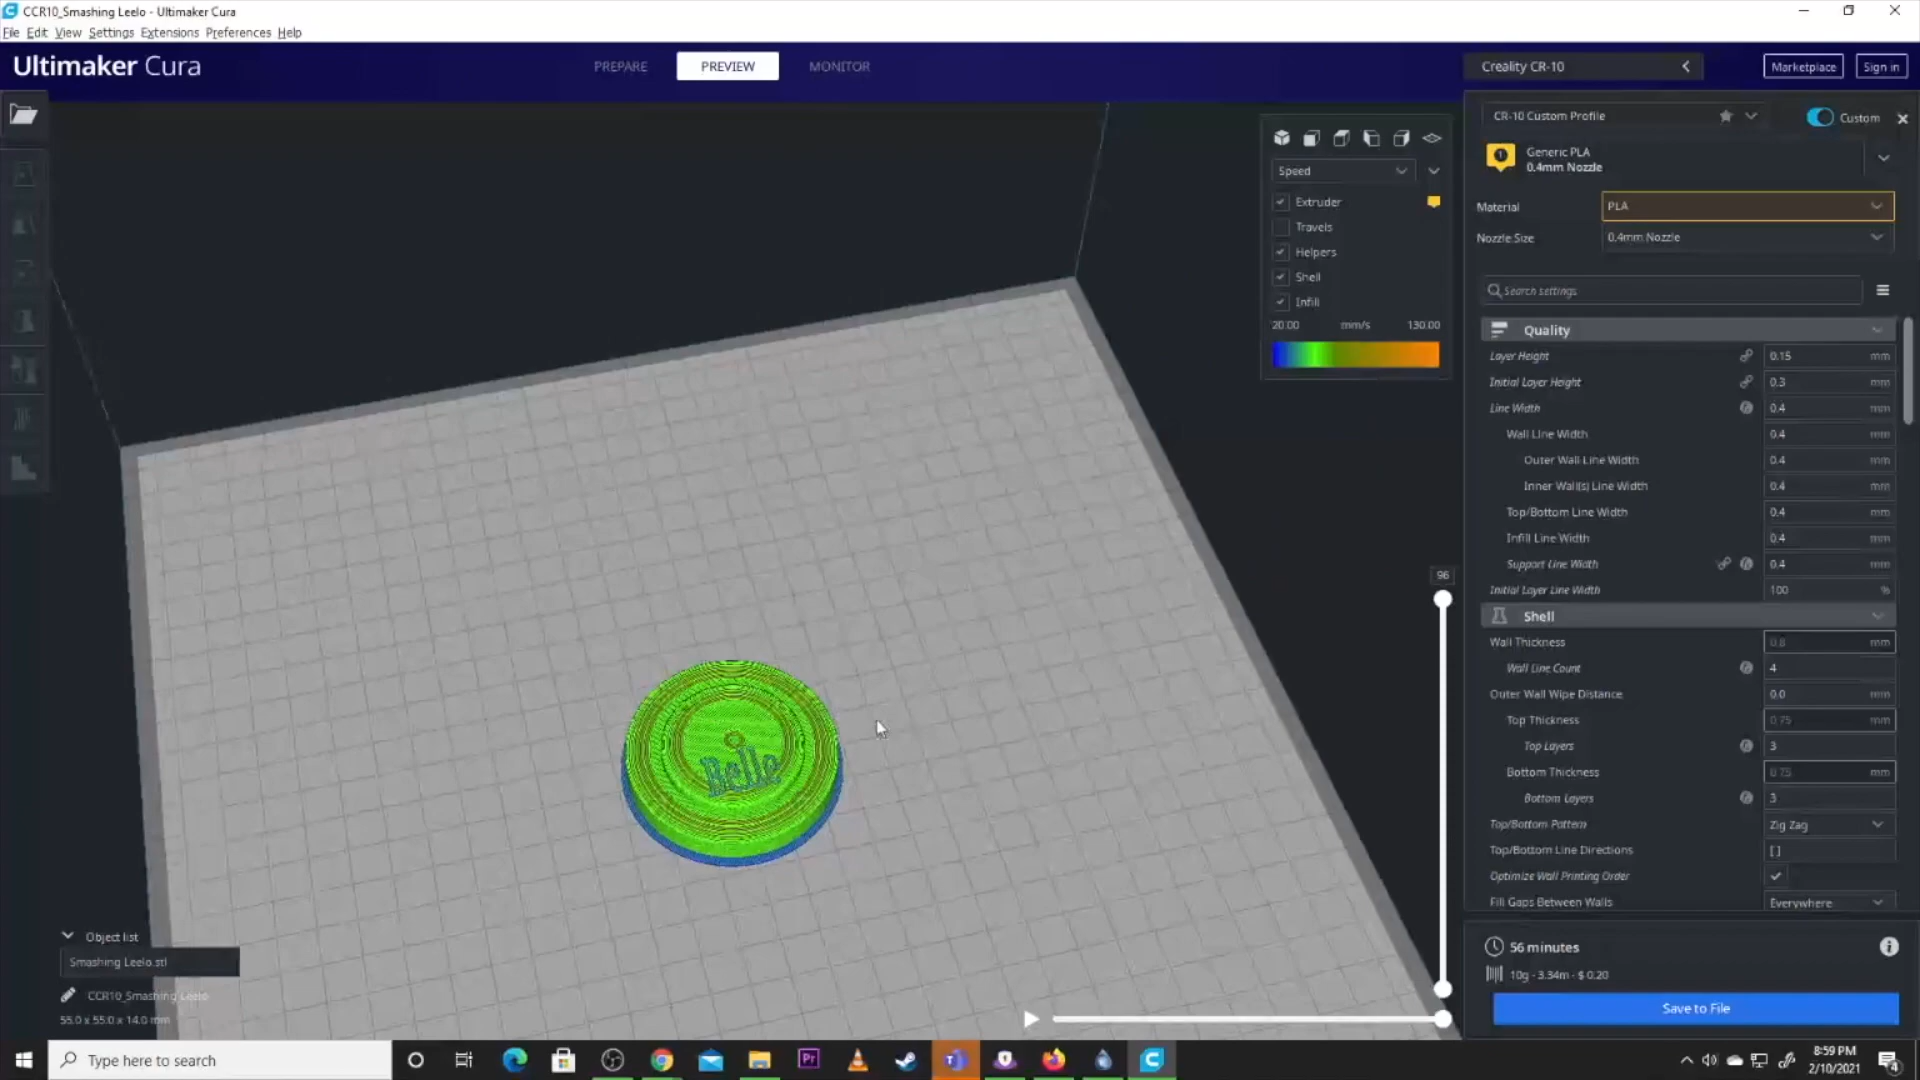 CCR10_Smashing Leelo - Ultimaker Cura
File Edit View Settings Extensions Preferences Help
Ultimaker Cura
PREPARE
PREVIEW
MONITOR
Creality CR-10
Marketplace
Sign in
Speed
Extruder
Travels
Helpers
Shell
Infill
20.00 mm/s 130.00
CR-10 Custom Profile
Custom
Generic PLA
0.4mm Nozzle
Material PLA
Nozzle Size 0.4mm Nozzle
Search settings
Quality
Layer Height 0.15 mm
Initial Layer Height 0.3 mm
Line Width 0.4 mm
Wall Line Width 0.4 mm
Outer Wall Line Width 0.4 mm
Inner Wall(s) Line Width 0.4 mm
Top/Bottom Line Width 0.4 mm
Infill Line Width 0.4 mm
Support Line Width 0.4 mm
Initial Layer Line Width 100 %
Shell
Wall Thickness 0.8 mm
Wall Line Count 4
Outer Wall Wipe Distance 0.0 mm
Top Thickness 0.75 mm
Top Layers 3
Bottom Thickness 0.75 mm
Bottom Layers 3
Top/Bottom Pattern Zig Zag
Top/Bottom Line Directions [ ]
Optimize Wall Printing Order
Fill Gaps Between Walls Everywhere
96
Belle
Object list
Smashing Leelo.stl
CCR10_Smashing Leelo
55.0 x 55.0 x 14.0 mm
56 minutes
10g · 3.34m · $ 0.20
Save to File
Type here to search
Pr
8:59 PM
2/10/2021
4